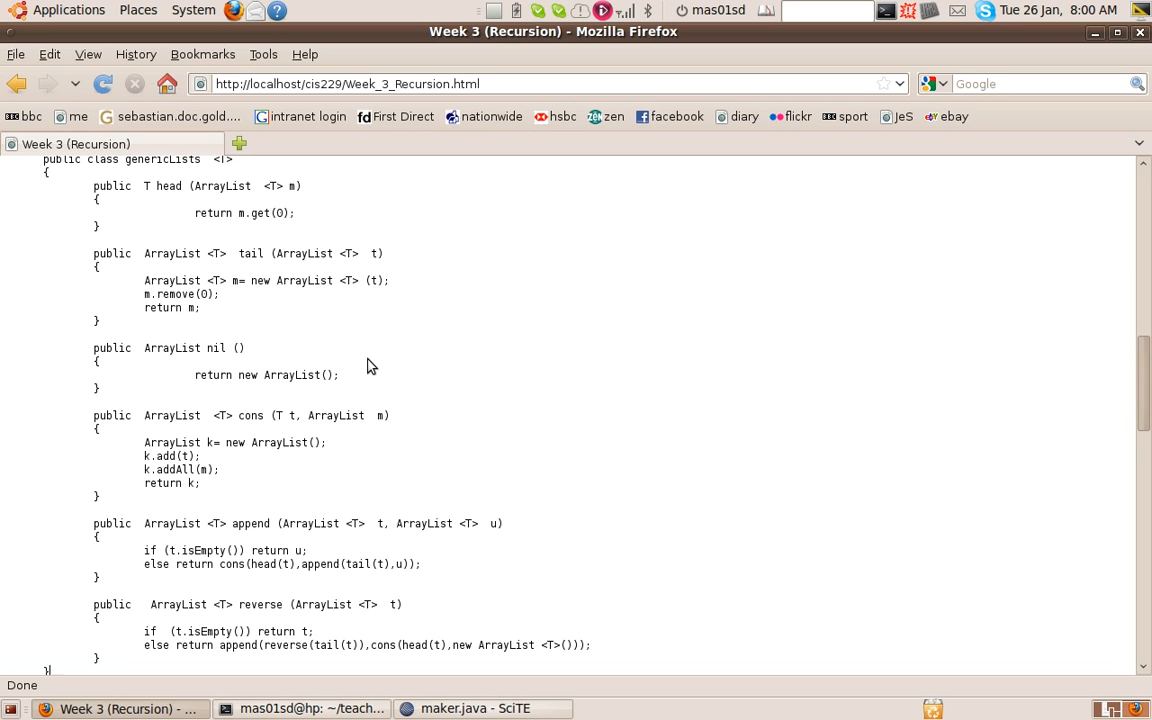 Applications Places System mas01sd Tue 26 Jan, 8:00 AM
Week 3 (Recursion) - Mozilla Firefox
File Edit View History Bookmarks Tools Help
http://localhost/cis229/Week_3_Recursion.html Google
bbc me sebastian.doc.gold.... intranet login fd First Direct nationwide hsbc zen facebook diary flickr sport JeS ebay
Week 3 (Recursion)
public class genericLists <T>
{
public T head (ArrayList <T> m)
{
return m.get(0);
}
public ArrayList <T> tail (ArrayList <T> t)
{
ArrayList <T> m= new ArrayList <T> (t);
m.remove(0);
return m;
}
public ArrayList nil ()
{
return new ArrayList();
}
public ArrayList <T> cons (T t, ArrayList m)
{
ArrayList k= new ArrayList();
k.add(t);
k.addAll(m);
return k;
}
public ArrayList <T> append (ArrayList <T> t, ArrayList <T> u)
{
if (t.isEmpty()) return u;
else return cons(head(t),append(tail(t),u));
}
public ArrayList <T> reverse (ArrayList <T> t)
{
if (t.isEmpty()) return t;
else return append(reverse(tail(t)),cons(head(t),new ArrayList <T>()));
}
}
Done
Week 3 (Recursion) - ... mas01sd@hp: ~/teach... maker.java - SciTE